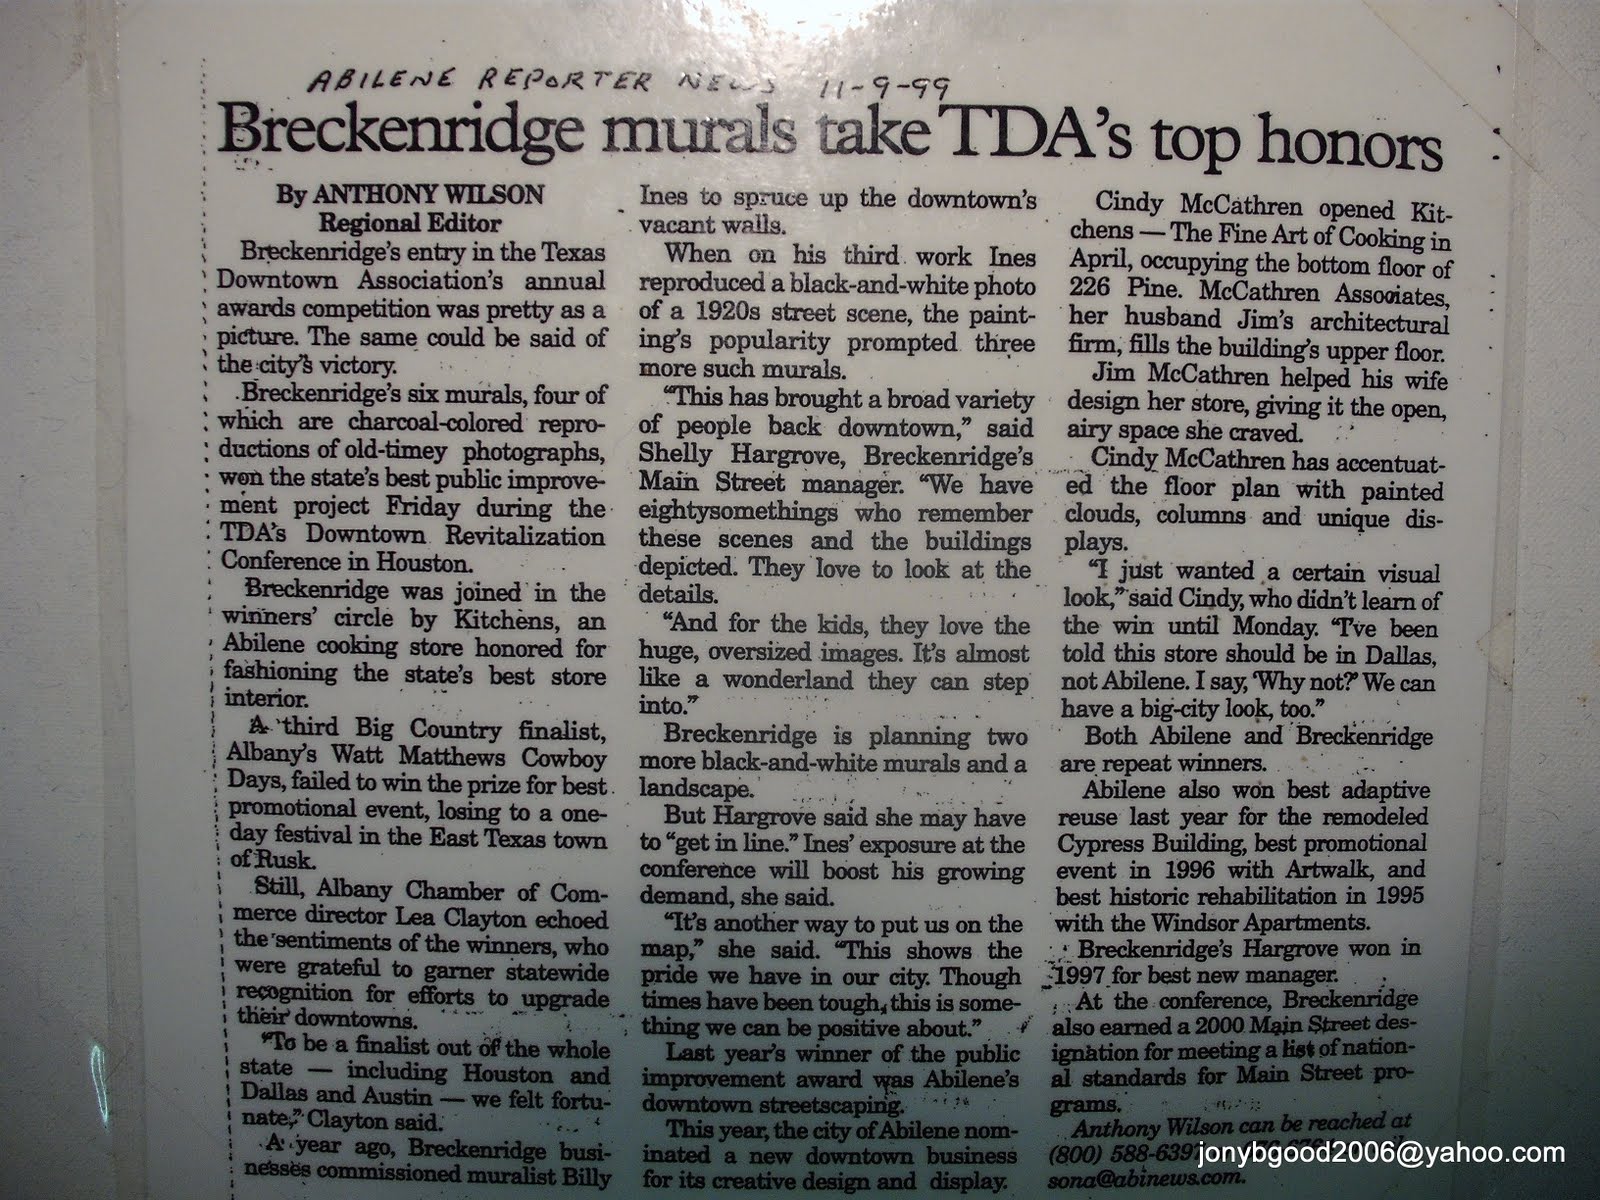 ABILENE REPORTER NEWS 11-9-99
Breckenridge murals take TDA's top honors
By ANTHONY WILSON
Regional Editor
Breckenridge's entry in the Texas
Downtown Association's annual
awards competition was pretty as a
picture. The same could be said of
the city's victory.
Breckenridge's six murals, four of
which are charcoal-colored repro-
ductions of old-timey photographs,
won the state's best public improve-
ment project Friday during the
TDA's Downtown Revitalization
Conference in Houston.
Breckenridge was joined in the
winners' circle by Kitchens, an
Abilene cooking store honored for
fashioning the state's best store
interior.
A third Big Country finalist,
Albany's Watt Matthews Cowboy
Days, failed to win the prize for best
promotional event, losing to a one-
day festival in the East Texas town
of Rusk.
Still, Albany Chamber of Com-
merce director Lea Clayton echoed
the sentiments of the winners, who
were grateful to garner statewide
recognition for efforts to upgrade
their downtowns.
"To be a finalist out of the whole
state — including Houston and
Dallas and Austin — we felt fortu-
nate," Clayton said.
A year ago, Breckenridge busi-
nesses commissioned muralist Billy
Ines to spruce up the downtown's
vacant walls.
When on his third work Ines
reproduced a black-and-white photo
of a 1920s street scene, the paint-
ing's popularity prompted three
more such murals.
"This has brought a broad variety
of people back downtown," said
Shelly Hargrove, Breckenridge's
Main Street manager. "We have
eightysomethings who remember
these scenes and the buildings
depicted. They love to look at the
details.
"And for the kids, they love the
huge, oversized images. It's almost
like a wonderland they can step
into."
Breckenridge is planning two
more black-and-white murals and a
landscape.
But Hargrove said she may have
to "get in line." Ines' exposure at the
conference will boost his growing
demand, she said.
"It's another way to put us on the
map," she said. "This shows the
pride we have in our city. Though
times have been tough, this is some-
thing we can be positive about."
Last year's winner of the public
improvement award was Abilene's
downtown streetscaping.
This year, the city of Abilene nom-
inated a new downtown business
for its creative design and display.
Cindy McCathren opened Kit-
chens — The Fine Art of Cooking in
April, occupying the bottom floor of
226 Pine. McCathren Associates,
her husband Jim's architectural
firm, fills the building's upper floor.
Jim McCathren helped his wife
design her store, giving it the open,
airy space she craved.
Cindy McCathren has accentuat-
ed the floor plan with painted
clouds, columns and unique dis-
plays.
"I just wanted a certain visual
look," said Cindy, who didn't learn of
the win until Monday. "I've been
told this store should be in Dallas,
not Abilene. I say, 'Why not?' We can
have a big-city look, too."
Both Abilene and Breckenridge
are repeat winners.
Abilene also won best adaptive
reuse last year for the remodeled
Cypress Building, best promotional
event in 1996 with Artwalk, and
best historic rehabilitation in 1995
with the Windsor Apartments.
Breckenridge's Hargrove won in
1997 for best new manager.
At the conference, Breckenridge
also earned a 2000 Main Street des-
ignation for meeting a list of nation-
al standards for Main Street pro-
grams.
Anthony Wilson can be reached at
(800)
sona@abinews.com.
jonybgood2006@yahoo.com